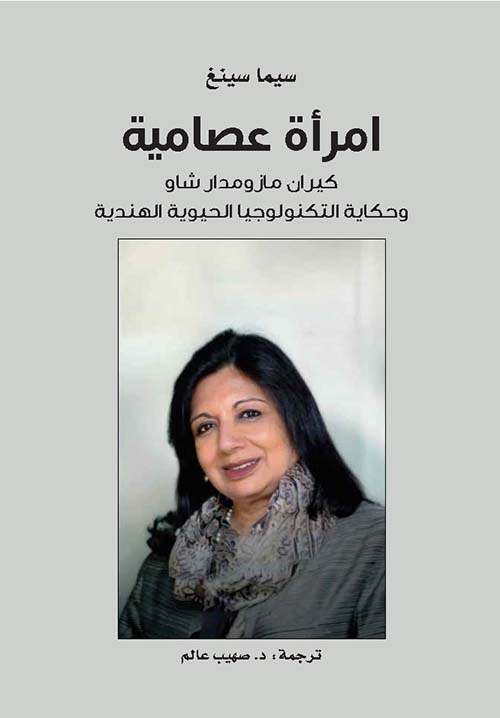 سيما سينغ
امرأة عصامية
كيران مازومدار شاو
وحكاية التكنولوجيا الحيوية الهندية
ترجمة: د. صهيب عالم